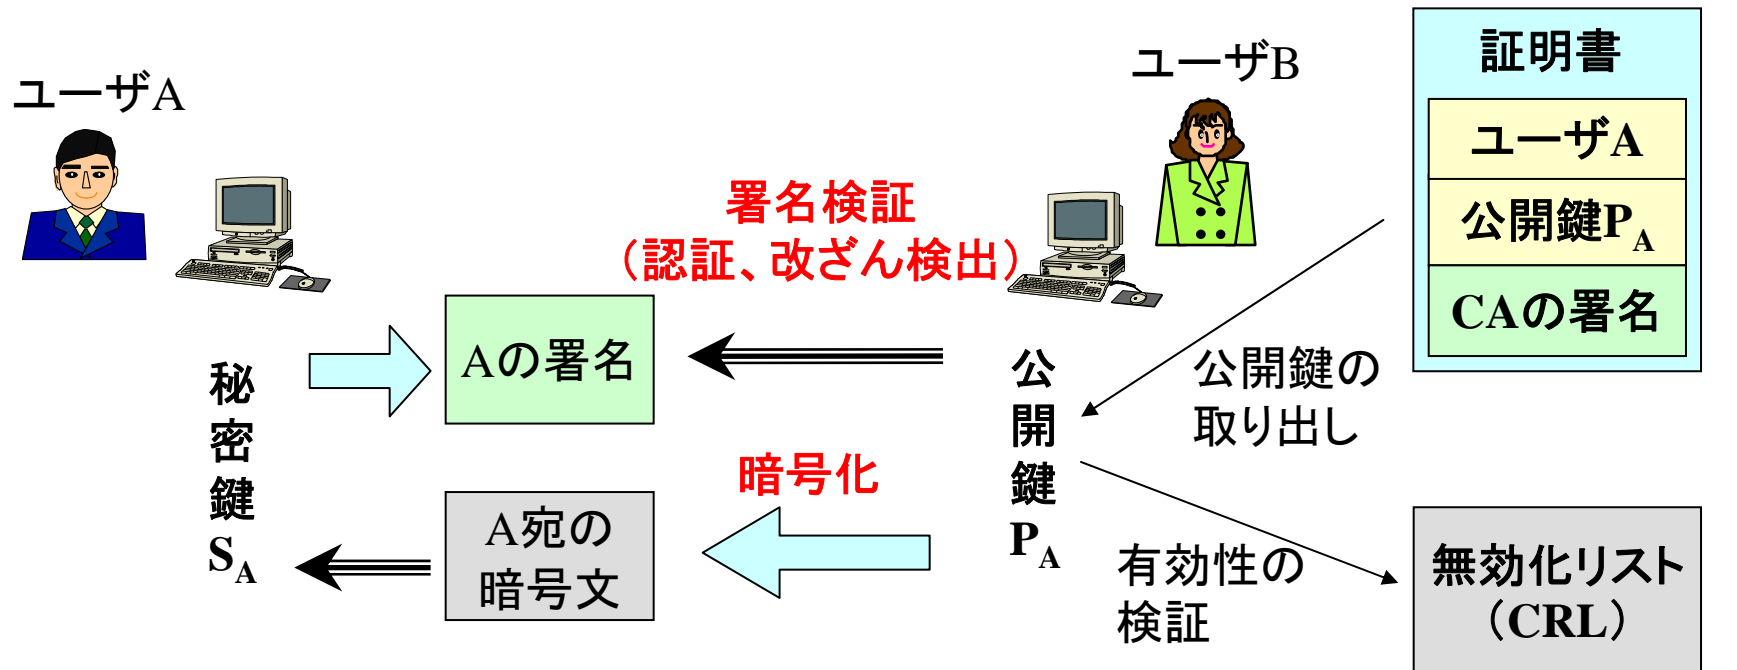 ユーザA
ユーザB
証明書
ユーザA
公開鍵PA
CAの署名
署名検証
（認証、改ざん検出）
Aの署名
秘密鍵SA
公開鍵PA
公開鍵の
取り出し
暗号化
A宛の
暗号文
有効性の
検証
無効化リスト
（CRL）